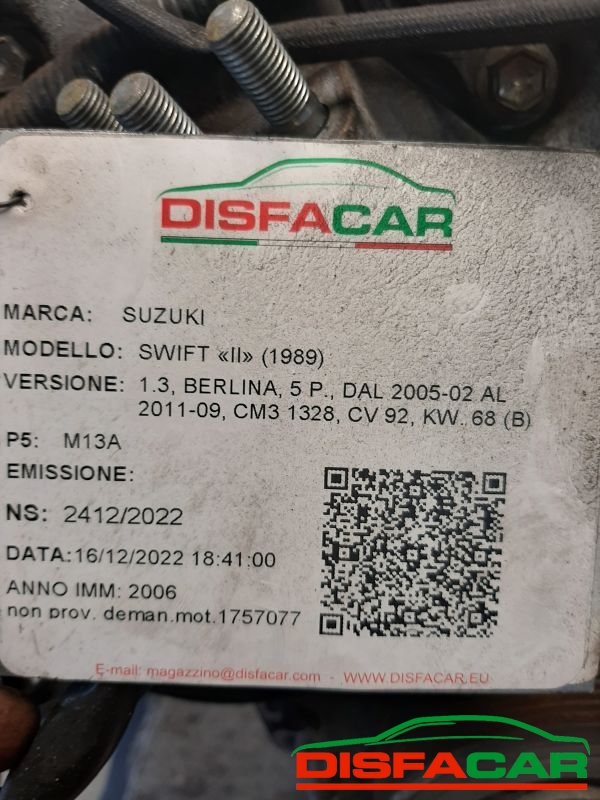 DISFACAR
MARCA: SUZUKI
MODELLO: SWIFT «II» (1989)
VERSIONE: 1.3, BERLINA, 5 P., DAL 2005-02 AL
2011-09, CM3 1328, CV 92, KW. 68 (B)
P5: M13A
EMISSIONE:
NS: 2412/2022
DATA:16/12/2022 18:41:00
ANNO IMM: 2006
non prov. deman.mot.1757077
E-mail: magazzino@disfacar.com - WWW.DISFACAR.EU
DISFACAR